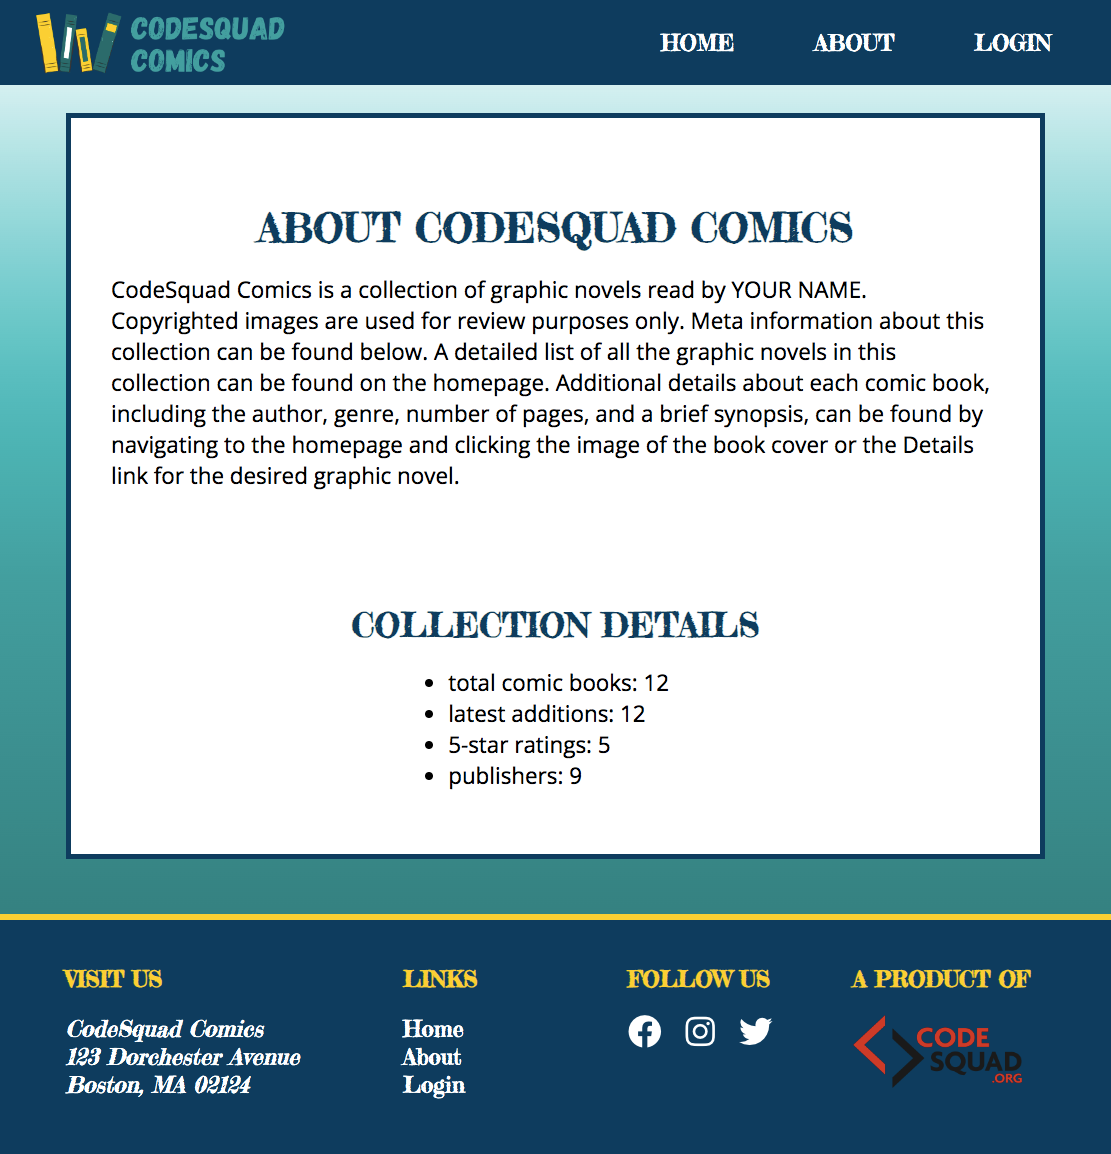 CODESQUAD
COMICS
HOME ABOUT LOGIN
ABOUT CODESQUAD COMICS
CodeSquad Comics is a collection of graphic novels read by YOUR NAME.
Copyrighted images are used for review purposes only. Meta information about this
collection can be found below. A detailed list of all the graphic novels in this
collection can be found on the homepage. Additional details about each comic book,
including the author, genre, number of pages, and a brief synopsis, can be found by
navigating to the homepage and clicking the image of the book cover or the Details
link for the desired graphic novel.
COLLECTION DETAILS
• total comic books: 12
• latest additions: 12
• 5-star ratings: 5
• publishers: 9
VISIT US
CodeSquad Comics
123 Dorchester Avenue
Boston, MA 02124
LINKS
Home
About
Login
FOLLOW US
A PRODUCT OF
CODE
SQUAD
.ORG